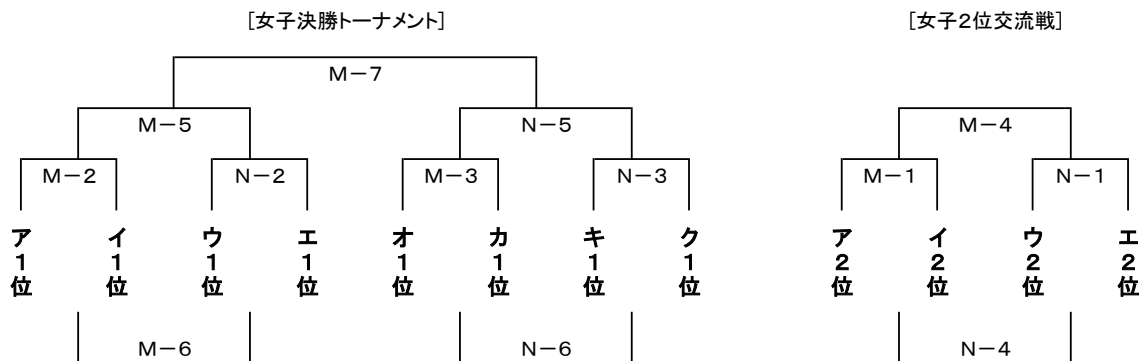 [女子決勝トーナメント]
[女子２位交流戦]
Ｍ－７
Ｍ－５
Ｎ－５
Ｍ－４
Ｍ－２
Ｎ－２
Ｍ－３
Ｎ－３
Ｍ－１
Ｎ－１
ア１位
イ１位
ウ１位
エ１位
オ１位
カ１位
キ１位
ク１位
ア２位
イ２位
ウ２位
エ２位
Ｍ－６
Ｎ－６
Ｎ－４